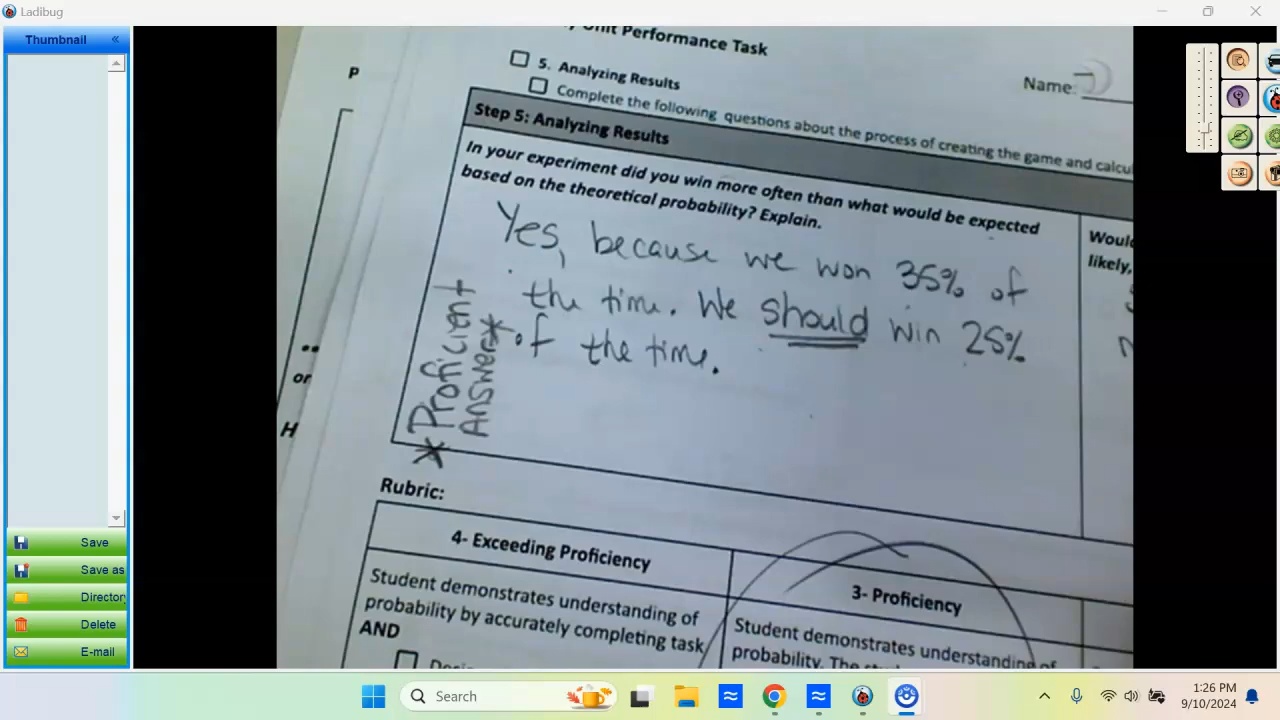 Ladibug
Thumbnail
Save
Save as
Director
Delete
E-mail
P
or
H
Unit Performance Task
Name:
5. Analyzing Results
Complete the following questions about the process of creating the game and calcu
Step 5: Analyzing Results
In your experiment did you win more often than what would be expected
based on the theoretical probability? Explain.
Yes, because we won 35% of
the time. We should win 25%
of the time.
* Proficient
Answer*
Would
likely,
Rubric:
4- Exceeding Proficiency
Student demonstrates understanding of
probability by accurately completing task
AND
3- Proficiency
Student demonstrates understanding of
probability. The
Search
1:26 PM
9/10/2024